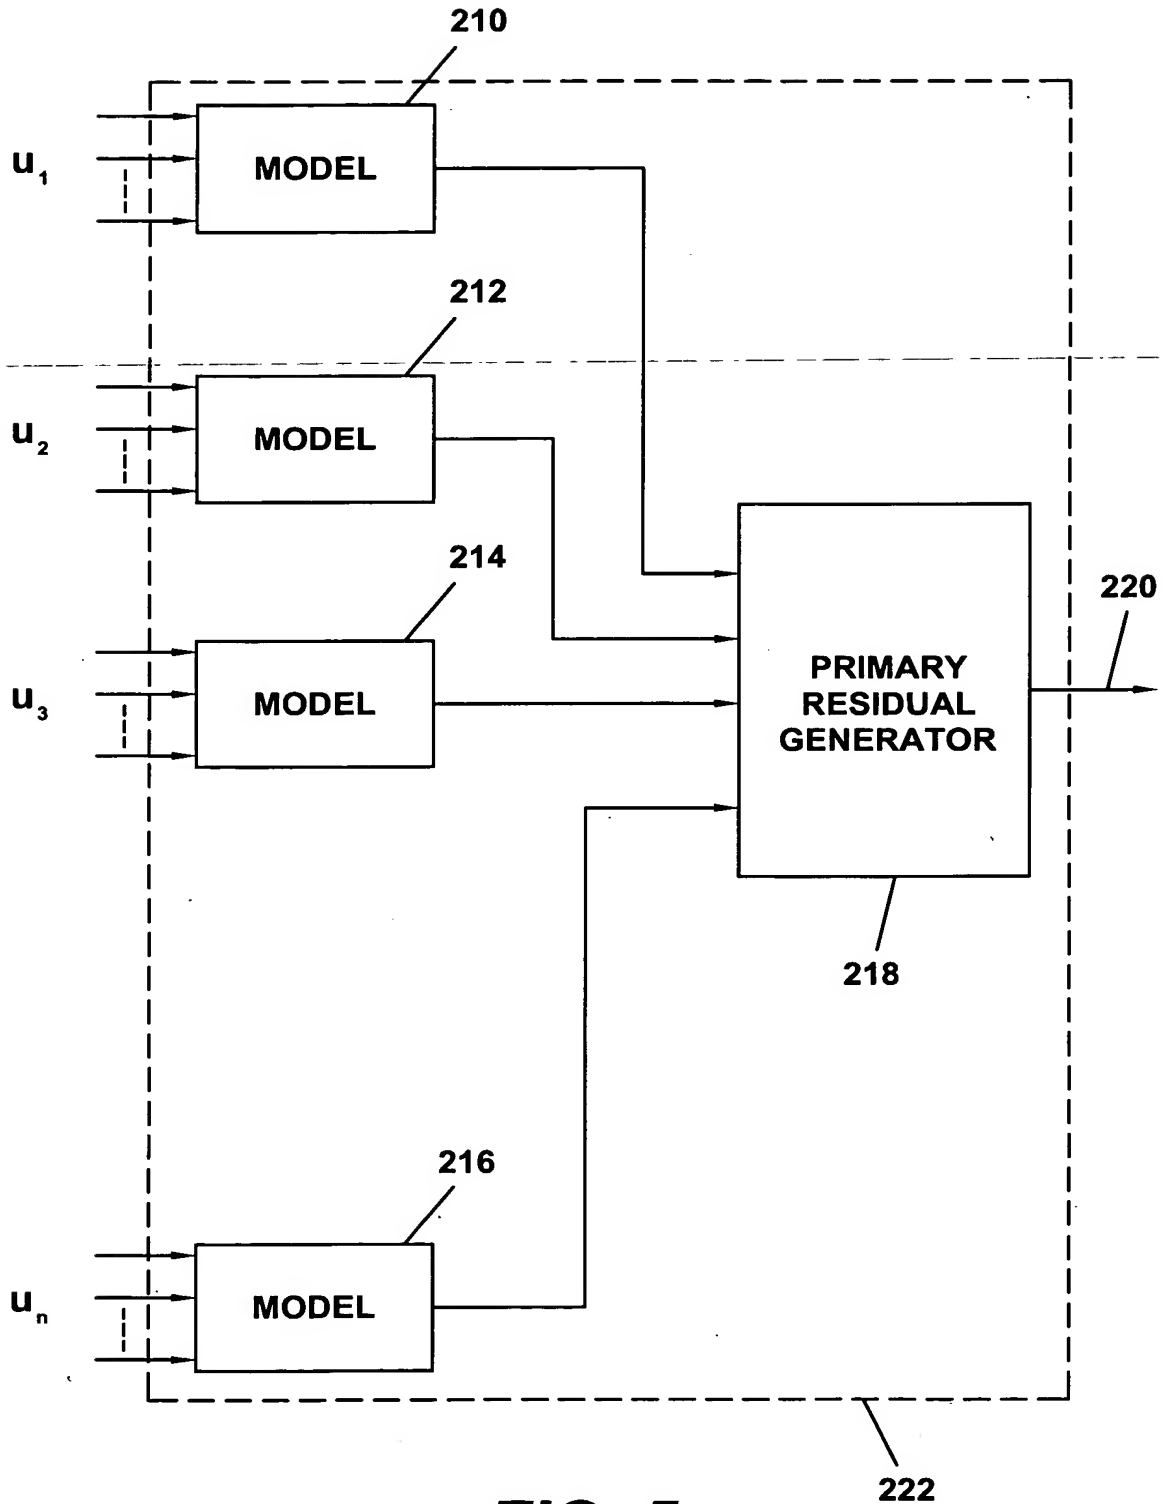 210
u1
MODEL
212
u2
MODEL
214
u3
MODEL
220
PRIMARY
RESIDUAL
GENERATOR
218
216
un
MODEL
222